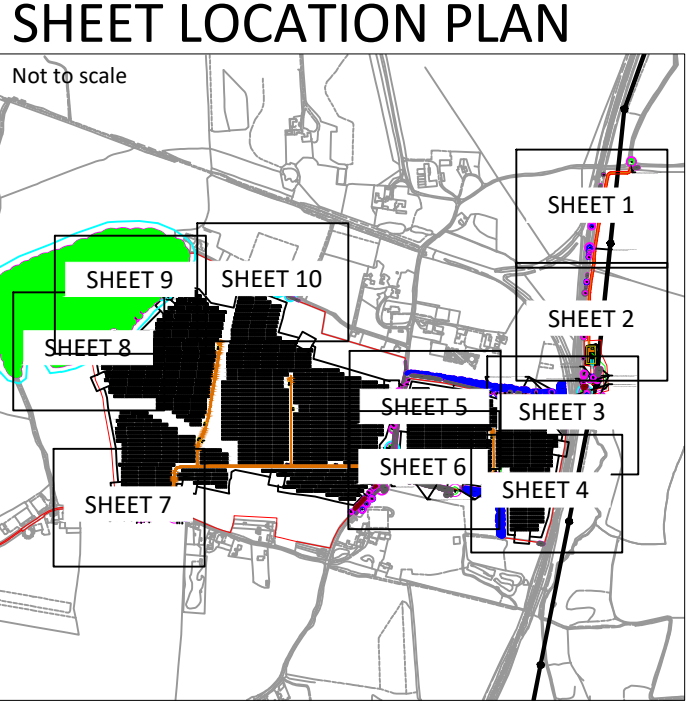 SHEET LOCATION PLAN
Not to scale
SHEET 1
SHEET 9
SHEET 10
SHEET 2
SHEET 8
SHEET 5
SHEET 3
SHEET 6
SHEET 4
SHEET 7